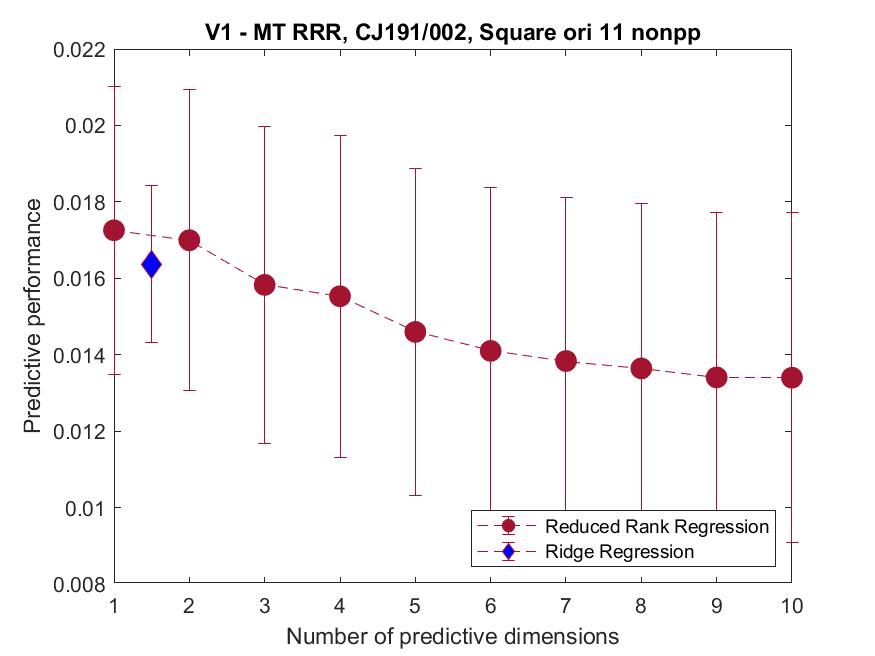 V1 - MT RRR, CJ191/002, Square ori 11 nonpp
0.022
0.02
0.018
0.016
0.014
0.012
0.01
0.008
Predictive performance
Reduced Rank Regression
Ridge Regression
1 2 3 4 5 6 7 8 9 10
Number of predictive dimensions